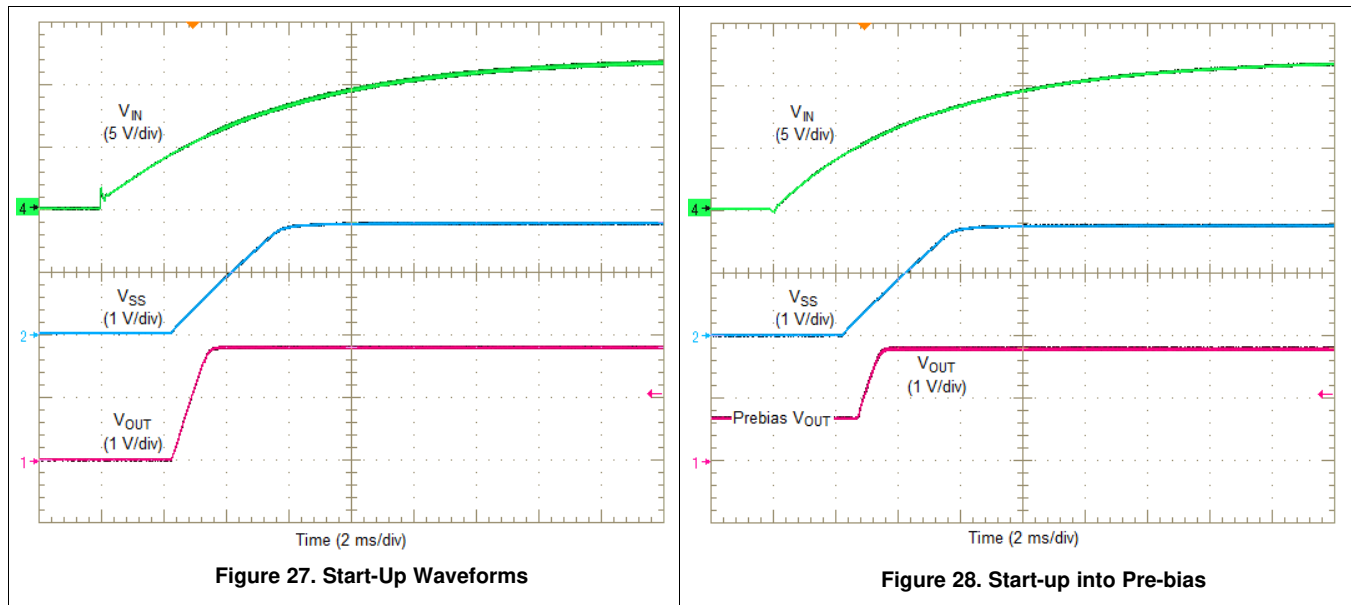 V_IN
(5 V/div)
4
V_SS
(1 V/div)
2
V_OUT
(1 V/div)
1
Time (2 ms/div)
Figure 27. Start-Up Waveforms
V_IN
(5 V/div)
4
V_SS
(1 V/div)
2
V_OUT
(1 V/div)
Prebias V_OUT
1
Time (2 ms/div)
Figure 28. Start-up into Pre-bias